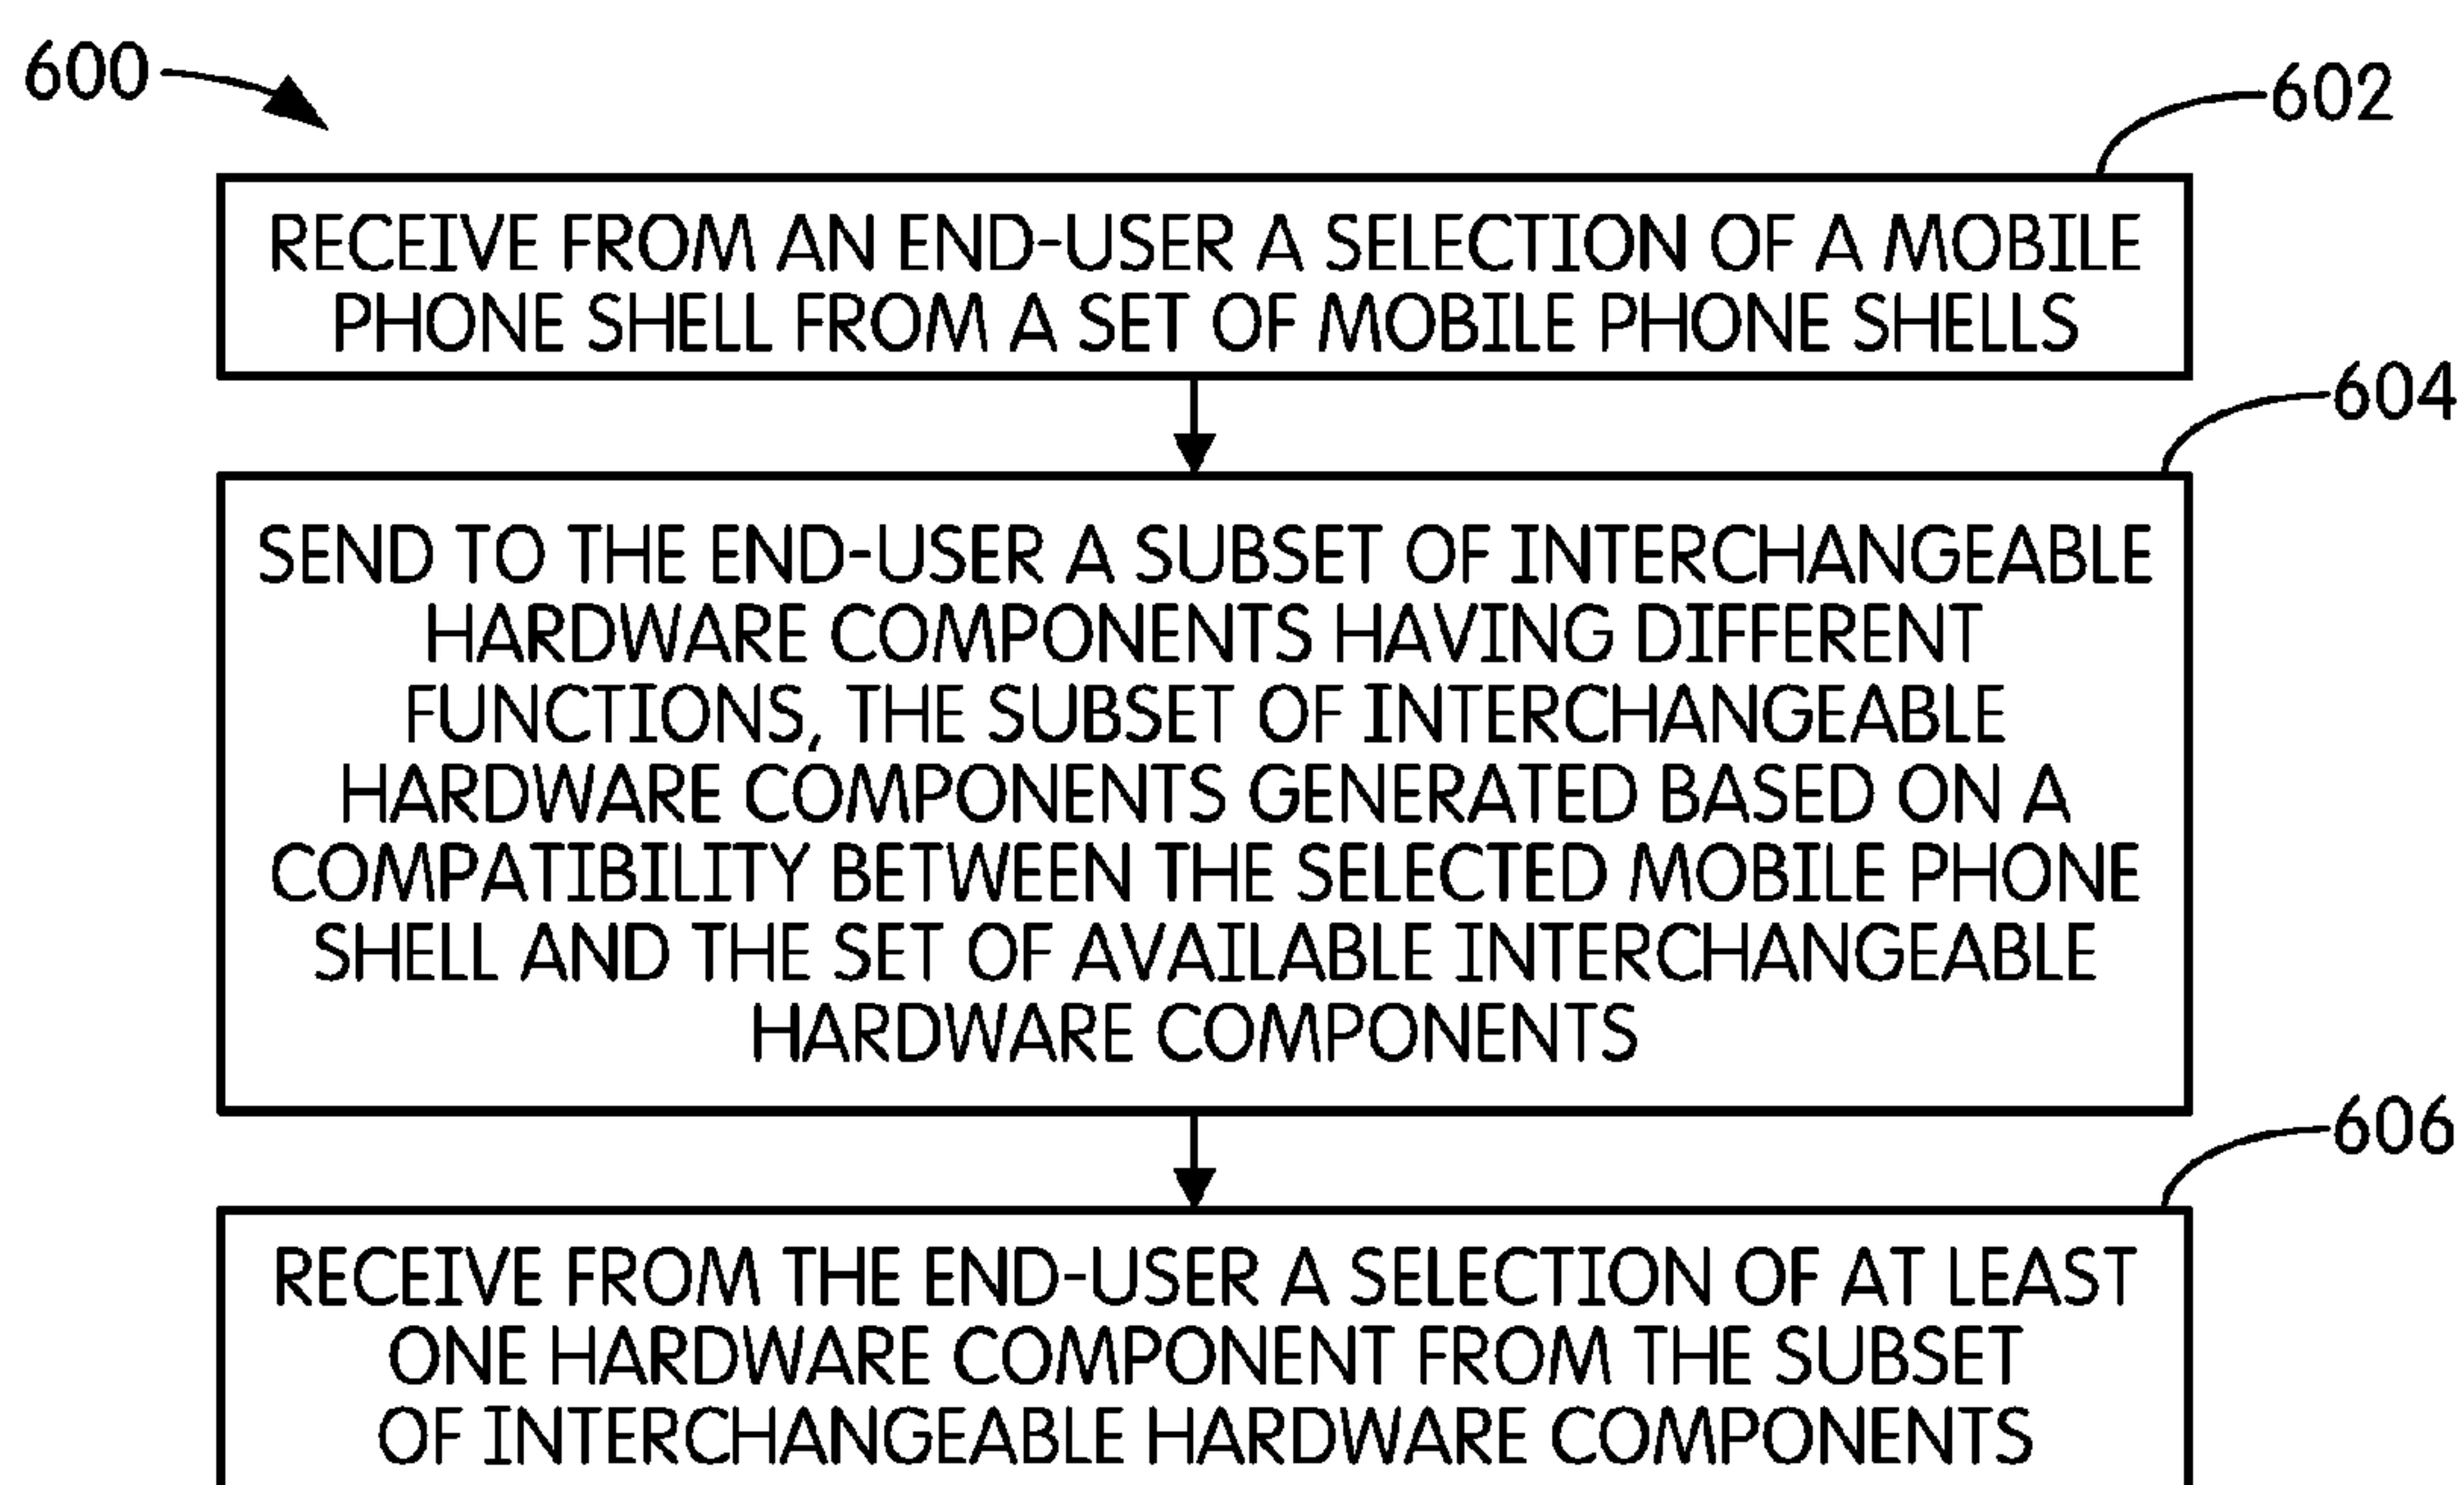 600
602
RECEIVE FROM AN END-USER A SELECTION OF A MOBILE
PHONE SHELL FROM A SET OF MOBILE PHONE SHELLS
604
SEND TO THE END-USER A SUBSET OF INTERCHANGEABLE
HARDWARE COMPONENTS HAVING DIFFERENT
FUNCTIONS, THE SUBSET OF INTERCHANGEABLE
HARDWARE COMPONENTS GENERATED BASED ON A
COMPATIBILITY BETWEEN THE SELECTED MOBILE PHONE
SHELL AND THE SET OF AVAILABLE INTERCHANGEABLE
HARDWARE COMPONENTS
606
RECEIVE FROM THE END-USER A SELECTION OF AT LEAST
ONE HARDWARE COMPONENT FROM THE SUBSET
OF INTERCHANGEABLE HARDWARE COMPONENTS